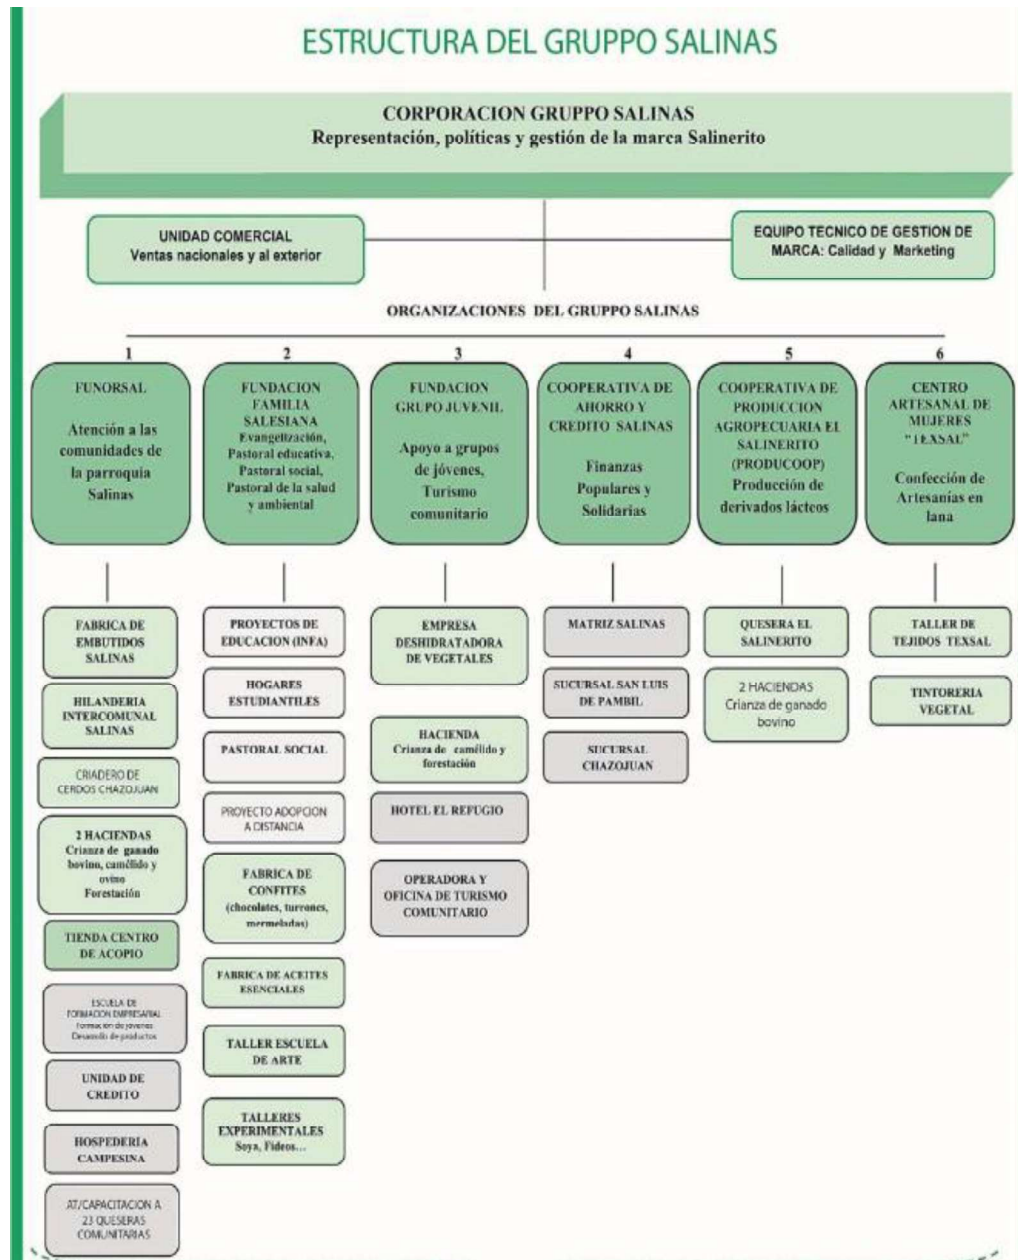 ESTRUCTURA DEL GRUPPO SALINAS
CORPORACION GRUPPO SALINAS
Representación, políticas y gestión de la marca Salinerito
UNIDAD COMERCIAL
Ventas nacionales y al exterior
EQUIPO TECNICO DE GESTION DE
MARCA: Calidad y Marketing
ORGANIZACIONES DEL GRUPPO SALINAS
1
FUNORSAL
Atención a las
comunidades de
la parroquia
Salinas
FABRICA DE
EMBUTIDOS
SALINAS
HILANDERIA
INTERCOMUNAL
SALINAS
CRIADERO DE
CERDOS CHAZOJUAN
2 HACIENDAS
Crianza de ganado
bovino, camélido y
ovino
Forestación
TIENDA CENTRO
DE ACOPIO
ESCUELA DE
FORMACION EMPRESARIAL
Formación de jóvenes
Desarrollo de productos
UNIDAD DE
CREDITO
HOSPEDERIA
CAMPESINA
AT/CAPACITACION A
23 QUESERAS
COMUNITARIAS
2
FUNDACION
FAMILIA
SALESIANA
Evangelización,
Pastoral educativa,
Pastoral social,
Pastoral de la salud
y ambiental
PROYECTOS DE
EDUCACION (INFA)
HOGARES
ESTUDIANTILES
PASTORAL SOCIAL
PROYECTO ADOPCION
A DISTANCIA
FABRICA DE
CONFITES
(chocolates, turrones,
mermeladas)
FABRICA DE ACEITES
ESENCIALES
TALLER ESCUELA
DE ARTE
TALLERES
EXPERIMENTALES
Soya, Fideos...
3
FUNDACION
GRUPO JUVENIL
Apoyo a grupos
de jóvenes,
Turismo
comunitario
EMPRESA
DESHIDRATADORA
DE VEGETALES
HACIENDA
Crianza de camélido y
forestación
HOTEL EL REFUGIO
OPERADORA Y
OFICINA DE TURISMO
COMUNITARIO
4
COOPERATIVA DE
AHORRO Y
CREDITO SALINAS
Finanzas
Populares y
Solidarias
MATRIZ SALINAS
SUCURSAL SAN LUIS
DE PAMBIL
SUCURSAL
CHAZOJUAN
5
COOPERATIVA DE
PRODUCCION
AGROPECUARIA EL
SALINERITO
(PRODUCOOP)
Producción de
derivados lácteos
QUESERA EL
SALINERITO
2 HACIENDAS
Crianza de ganado
bovino
6
CENTRO
ARTESANAL DE
MUJERES
"TEXSAL"
Confección de
Artesanías en
lana
TALLER DE
TEJIDOS TEXSAL
TINTORERIA
VEGETAL